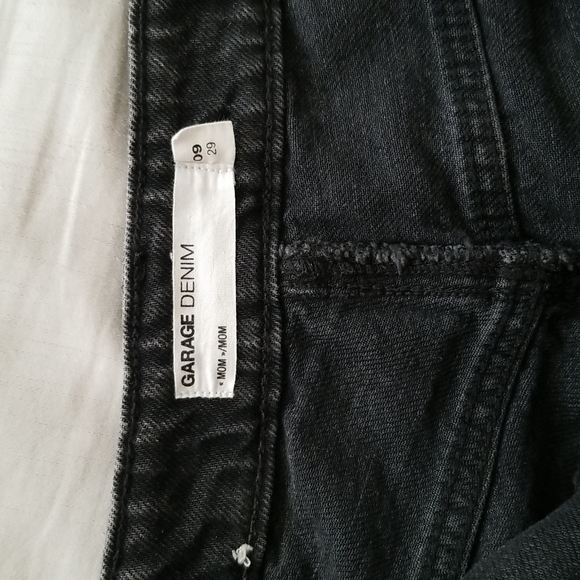 09
29
GARAGE DENIM
« MOM »/MOM